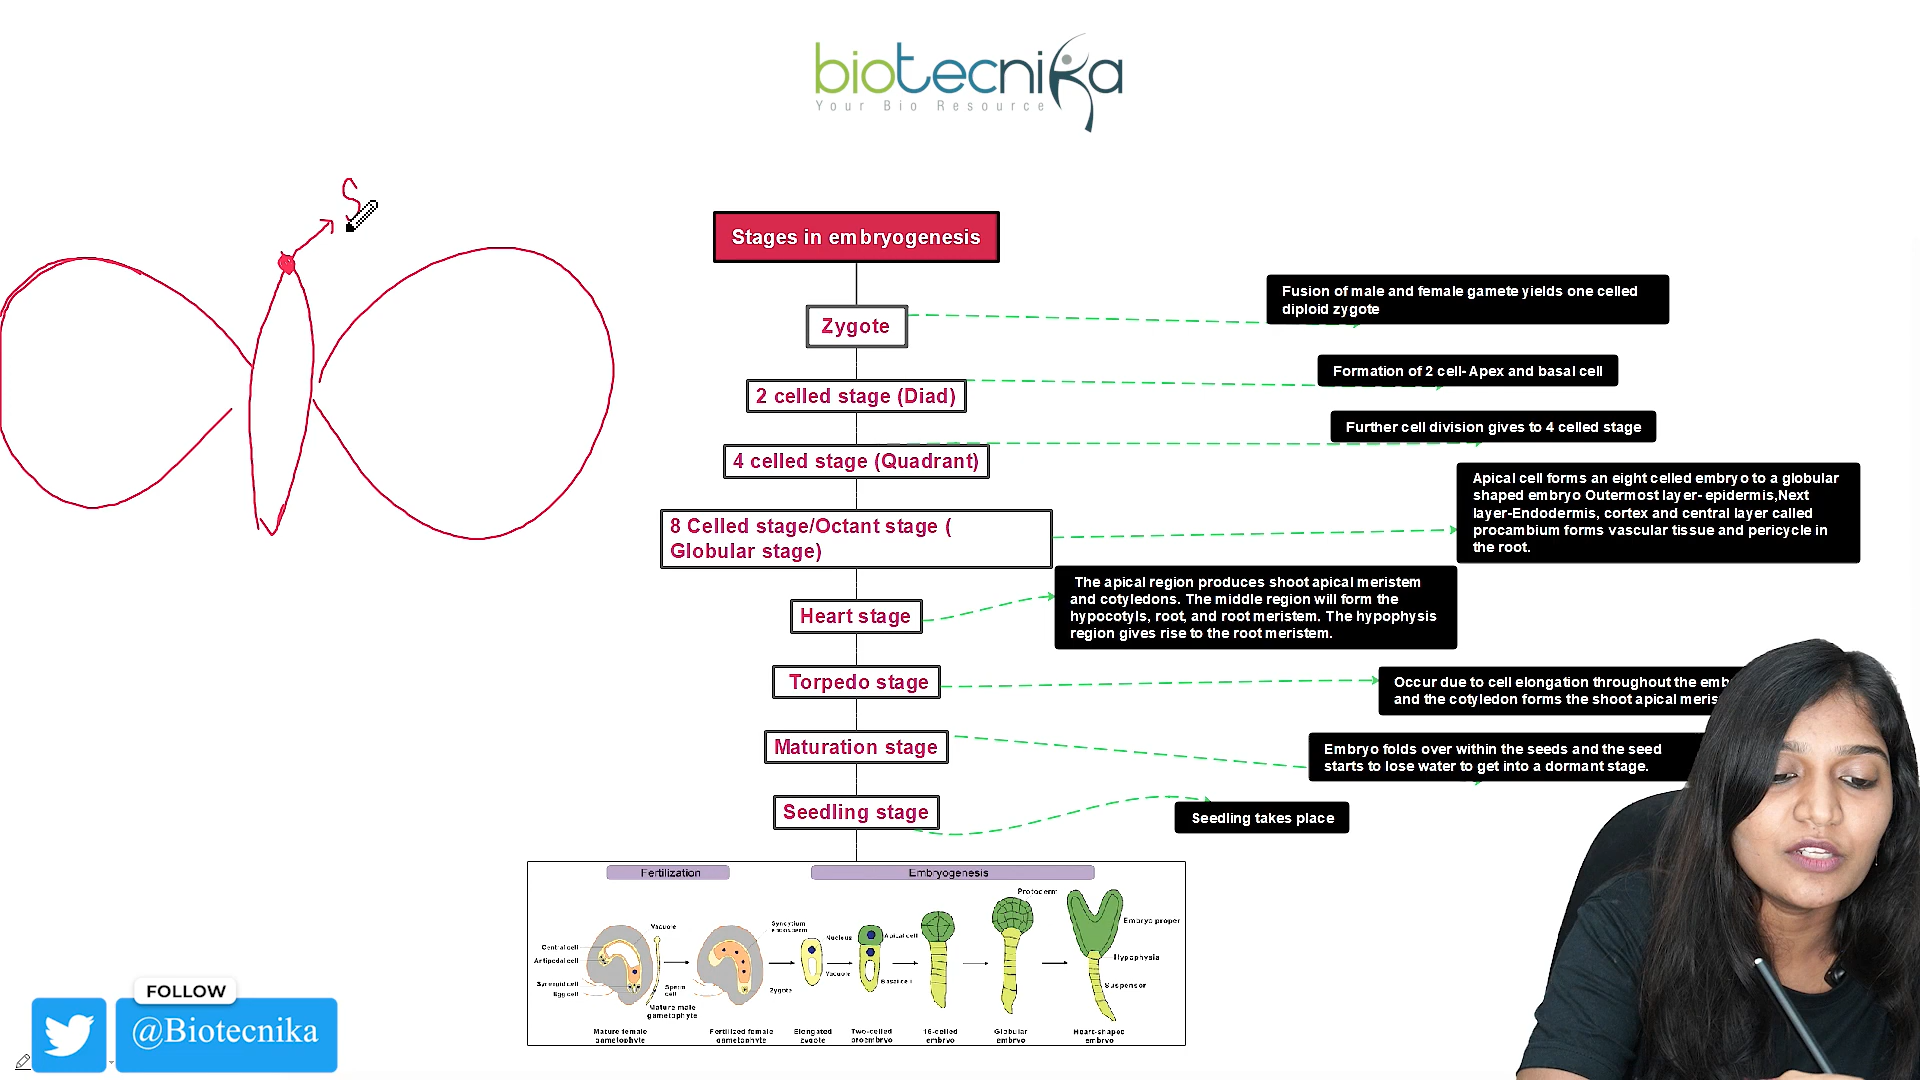 biotecnika
Your Bio Resource
S
Stages in embryogenesis
Zygote
Fusion of male and female gamete yields one celled
diploid zygote
2 celled stage (Diad)
Formation of 2 cell- Apex and basal cell
4 celled stage (Quadrant)
Further cell division gives to 4 celled stage
8 Celled stage/Octant stage (
Globular stage)
Apical cell forms an eight celled embryo to a globular
shaped embryo Outermost layer- epidermis,Next
layer-Endodermis, cortex and central layer called
procambium forms vascular tissue and pericycle in
the root.
Heart stage
The apical region produces shoot apical meristem
and cotyledons. The middle region will form the
hypocotyls, root, and root meristem. The hypophysis
region gives rise to the root meristem.
Torpedo stage
Occur due to cell elongation throughout the
and the cotyledon forms the shoot apical
Maturation stage
Embryo folds over within the seeds and the seed
starts to lose water to get into a dormant stage.
Seedling stage
Seedling takes place
Fertilization
Embryogenesis
Protoderm
Vacuole
Central cell
Antipodal cell
Synergid cell
Egg cell
Sperm
cell
Mature male
gametophyte
Syncytium
endosperm
Zygote
Nucleus
Vacuole
Apical cell
Basal cell
Embryo proper
Hypophysis
Suspensor
Mature female
gametophyte
Fertilized female
gametophyte
Elongated
zygote
Two-celled
proembryo
16-celled
embryo
Globular
embryo
Heart-shaped
embryo
FOLLOW
@Biotecnika